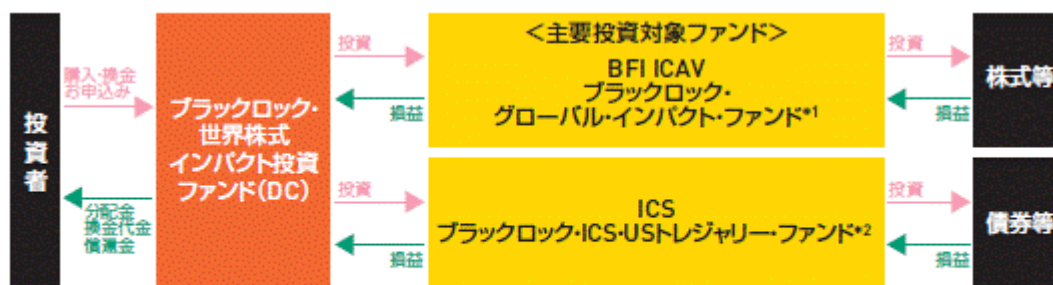 投資者
購入・換金
お申込み
分配金
換金代金
償還金
ブラックロック・
世界株式
インパクト投資
ファンド(DC)
投資
損益
投資
損益
<主要投資対象ファンド>
BFI ICAV
ブラックロック・
グローバル・インパクト・ファンド*1
ICS
ブラックロック・ICS・USトレジャリー・ファンド*2
投資
損益
投資
損益
株式等
債券等